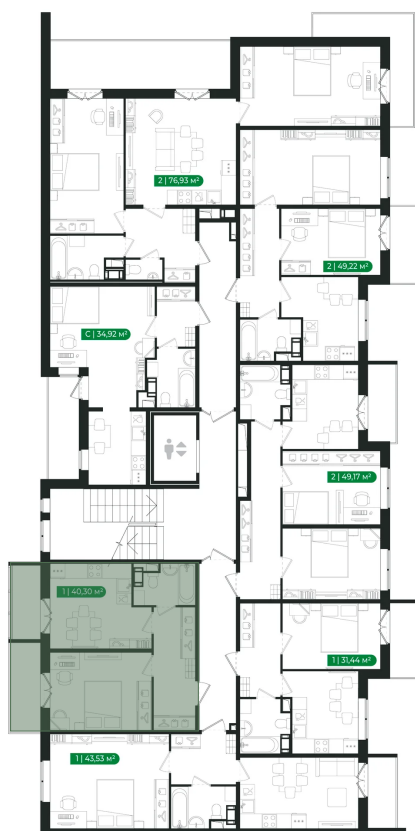 2 | 76,93 м²
2 | 49,22 м²
С | 34,92 м²
2 | 49,17 м²
1 | 40,30 м²
1 | 31,44 м²
1 | 43,53 м²